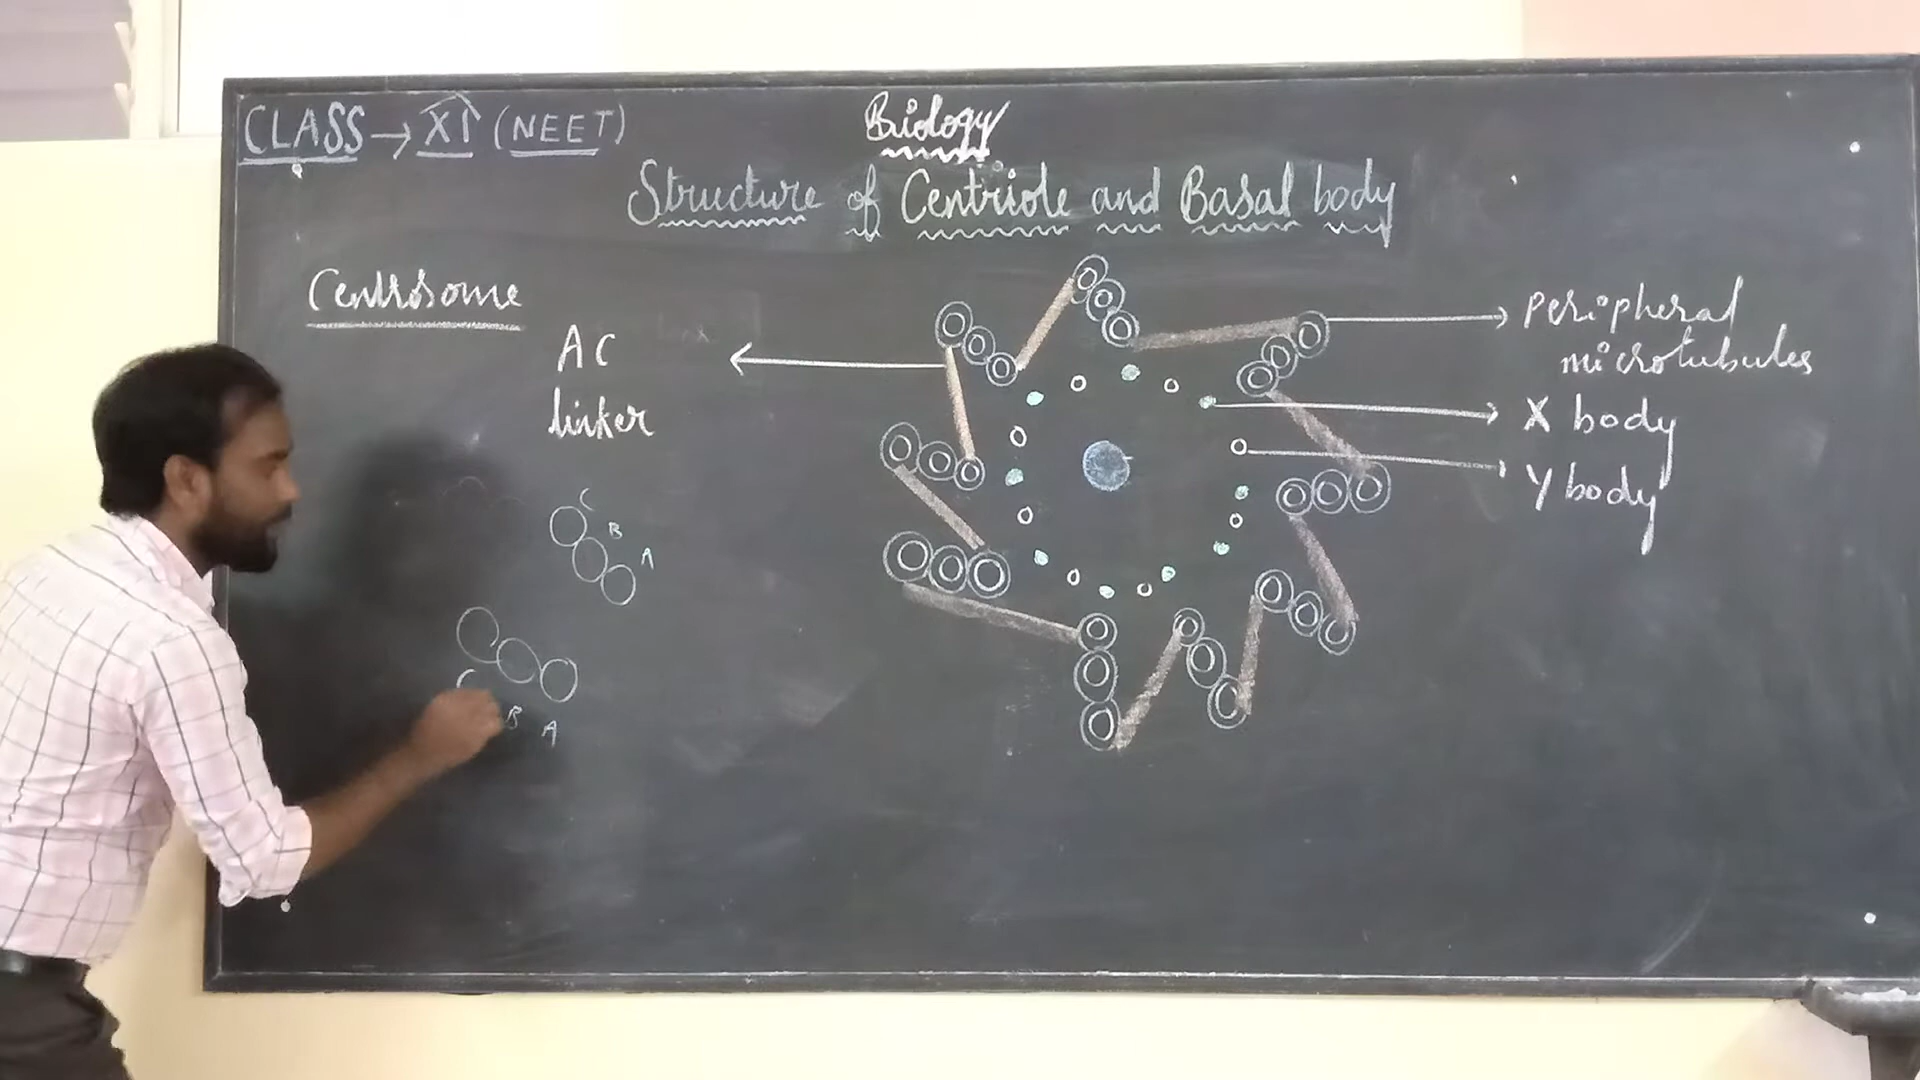 CLASS → XI (NEET)
Biology
Structure of Centriole and Basal body
Centrosome
AC
linker
Peripheral
microtubules
X body
Y body
C
B
A
C
B
A